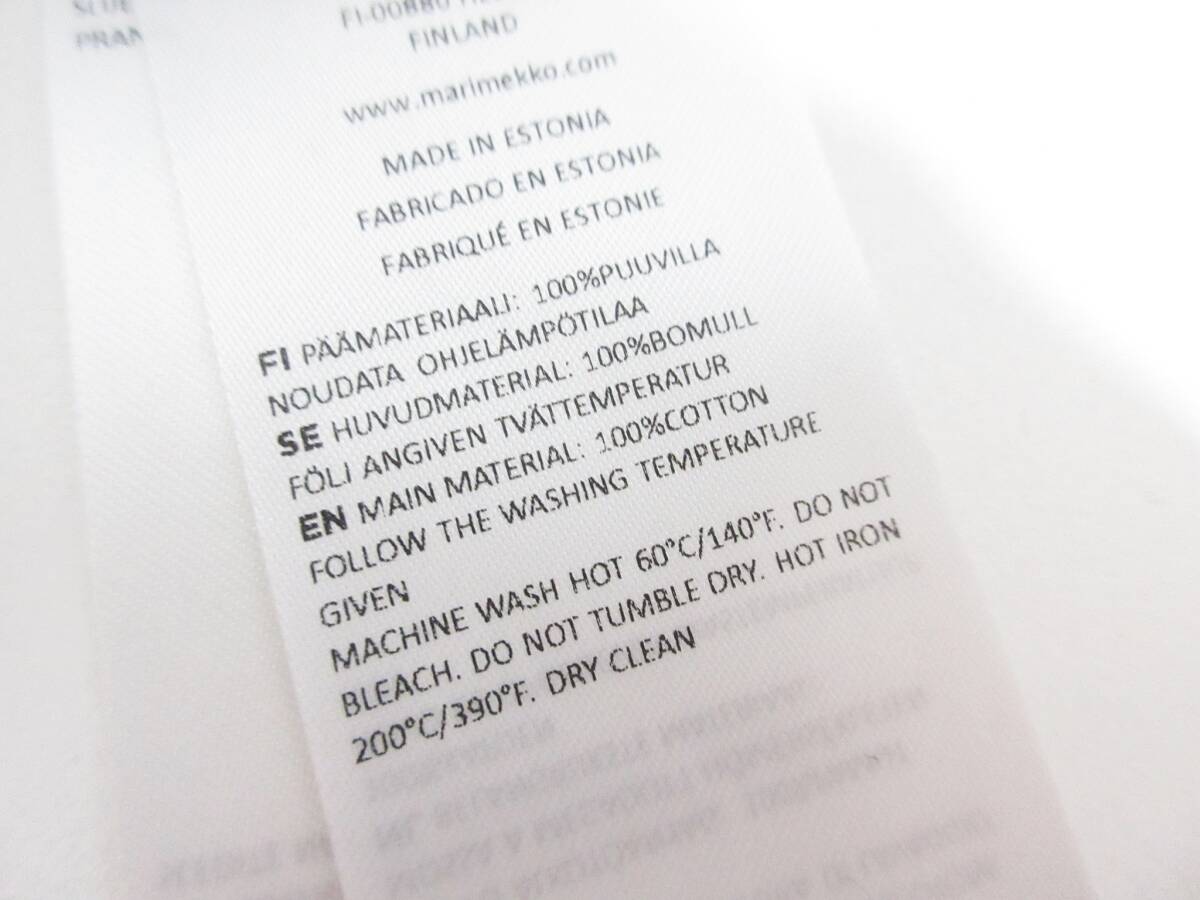 FINLAND
www.marimekko.com
MADE IN ESTONIA
FABRICADO EN ESTONIA
FABRIQUÉ EN ESTONIE
FI PÄÄMATERIAALI: 100%PUUVILLA
NOUDATA OHJELÄMPÖTILAA
SE HUVUDMATERIAL: 100%BOMULL
FÖLI ANGIVEN TVÄTTEMPERATUR
EN MAIN MATERIAL: 100%COTTON
FOLLOW THE WASHING TEMPERATURE
GIVEN
MACHINE WASH HOT 60°C/140°F. DO NOT
BLEACH. DO NOT TUMBLE DRY. HOT IRON
200°C/390°F. DRY CLEAN